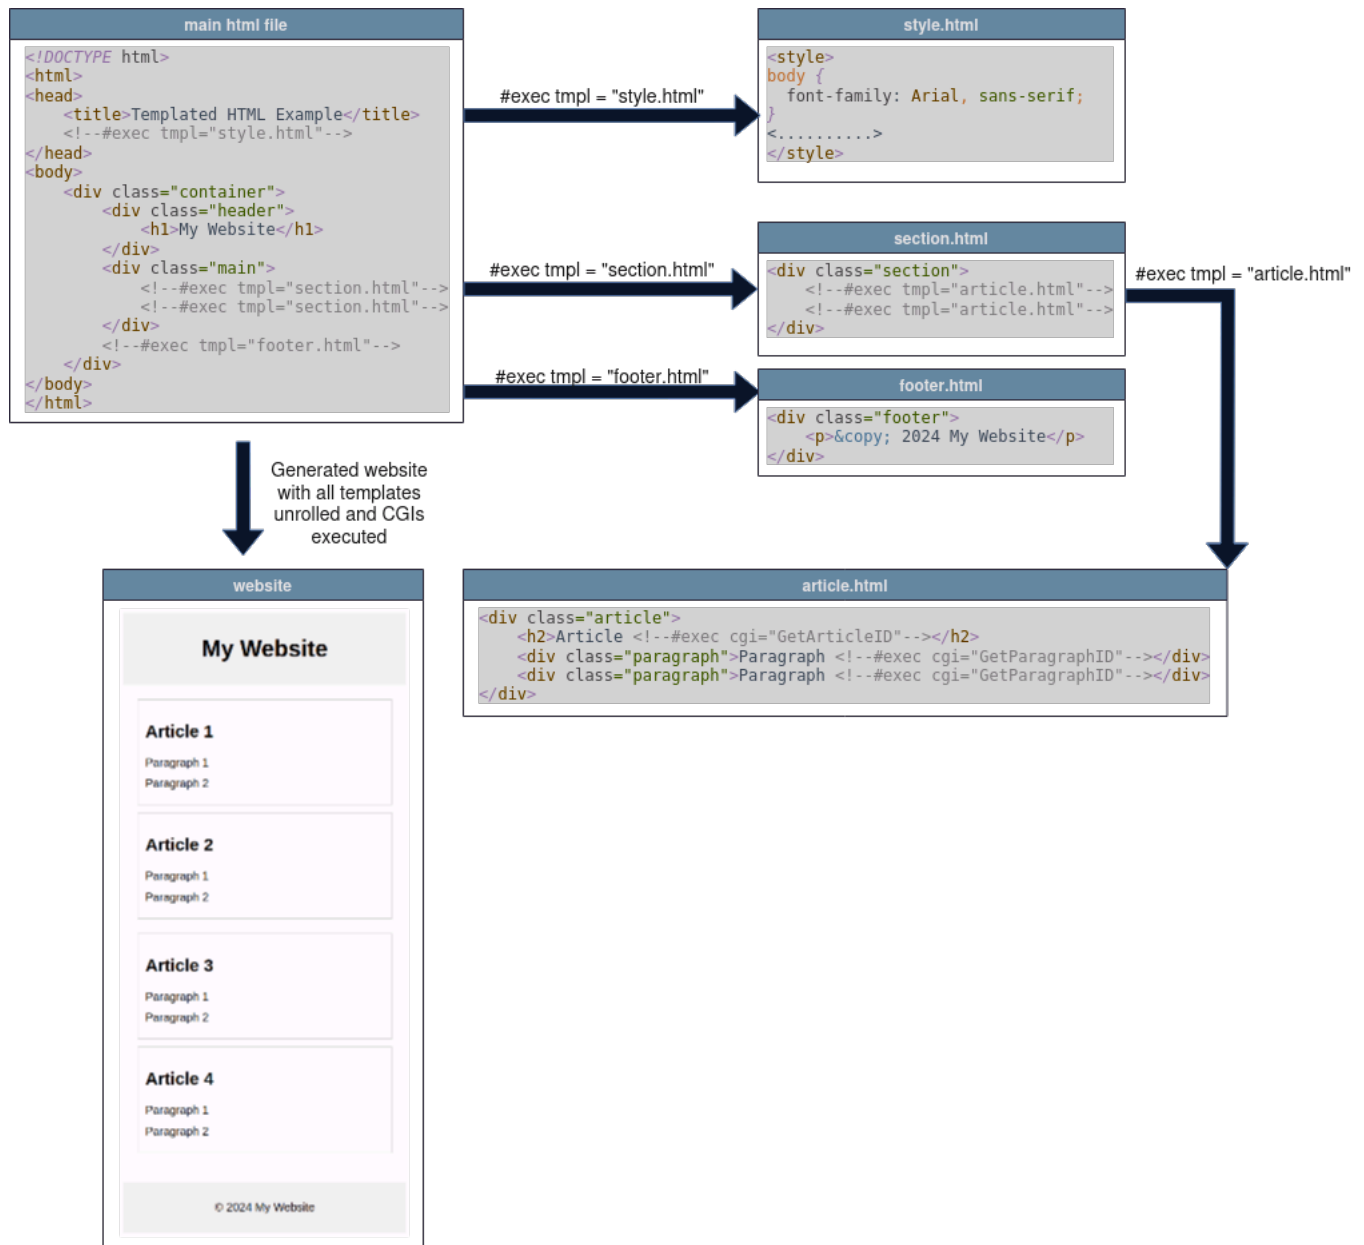 main html file
<!DOCTYPE html>
<html>
<head>
    <title>Templated HTML Example</title>
    <!--#exec tmpl="style.html"-->
</head>
<body>
    <div class="container">
        <div class="header">
            <h1>My Website</h1>
        </div>
        <div class="main">
            <!--#exec tmpl="section.html"-->
            <!--#exec tmpl="section.html"-->
        </div>
        <!--#exec tmpl="footer.html"-->
    </div>
</body>
</html>
#exec tmpl = "style.html"
style.html
<style>
body {
  font-family: Arial, sans-serif;
}
<..........>
</style>
#exec tmpl = "section.html"
section.html
<div class="section">
    <!--#exec tmpl="article.html"-->
    <!--#exec tmpl="article.html"-->
</div>
#exec tmpl = "article.html"
#exec tmpl = "footer.html"
footer.html
<div class="footer">
    <p>&copy; 2024 My Website</p>
</div>
Generated website
with all templates
unrolled and CGIs
executed
website
My Website
Article 1
Paragraph 1
Paragraph 2
Article 2
Paragraph 1
Paragraph 2
Article 3
Paragraph 1
Paragraph 2
Article 4
Paragraph 1
Paragraph 2
© 2024 My Website
article.html
<div class="article">
    <h2>Article <!--#exec cgi="GetArticleID"--></h2>
    <div class="paragraph">Paragraph <!--#exec cgi="GetParagraphID"--></div>
    <div class="paragraph">Paragraph <!--#exec cgi="GetParagraphID"--></div>
</div>